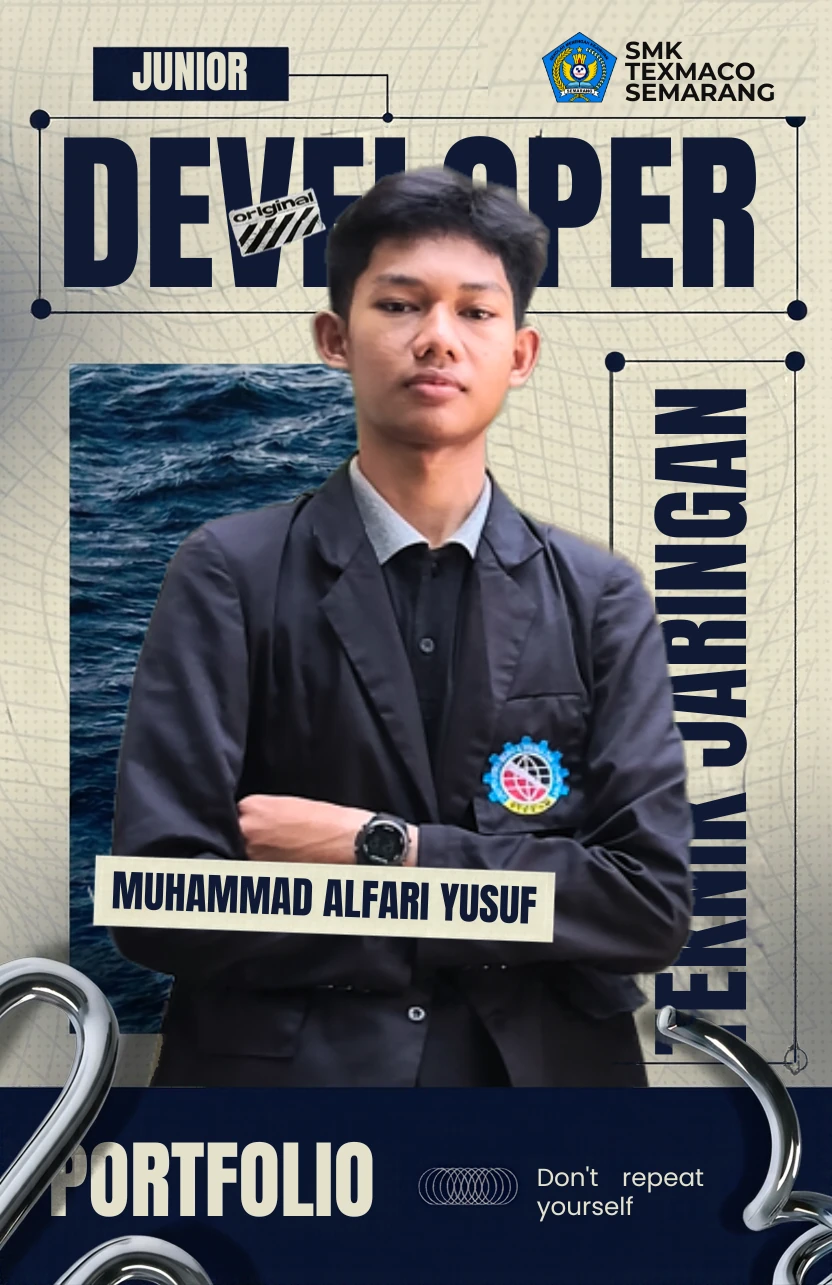 JUNIOR
SMK
TEXMACO
SEMARANG
DEVELOPER
original
TEKNIK JARINGAN
MUHAMMAD ALFARI YUSUF
PORTFOLIO
Don't repeat
yourself